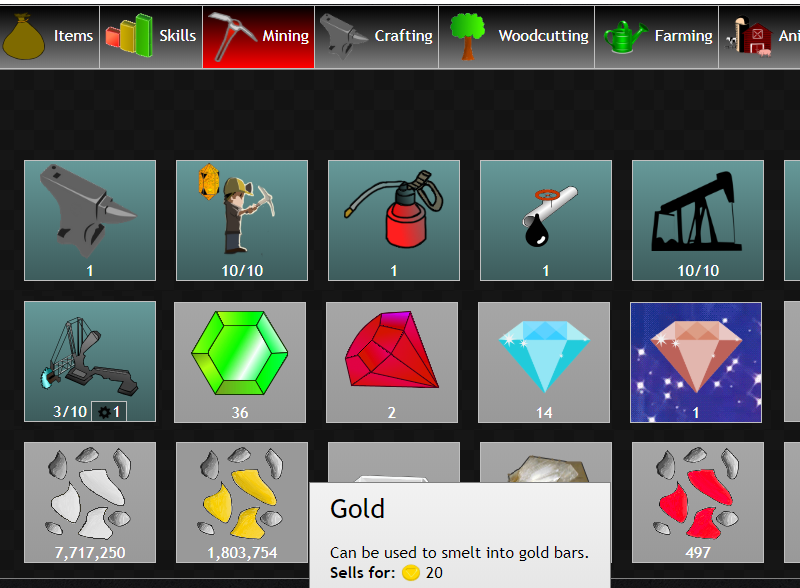 Items
Skills
Mining
Crafting
Woodcutting
Farming
Ani
1
10/10
1
1
10/10
3/10
1
36
2
14
1
7,717,250
1,803,754
497
Gold
Can be used to smelt into gold bars.
Sells for: 20